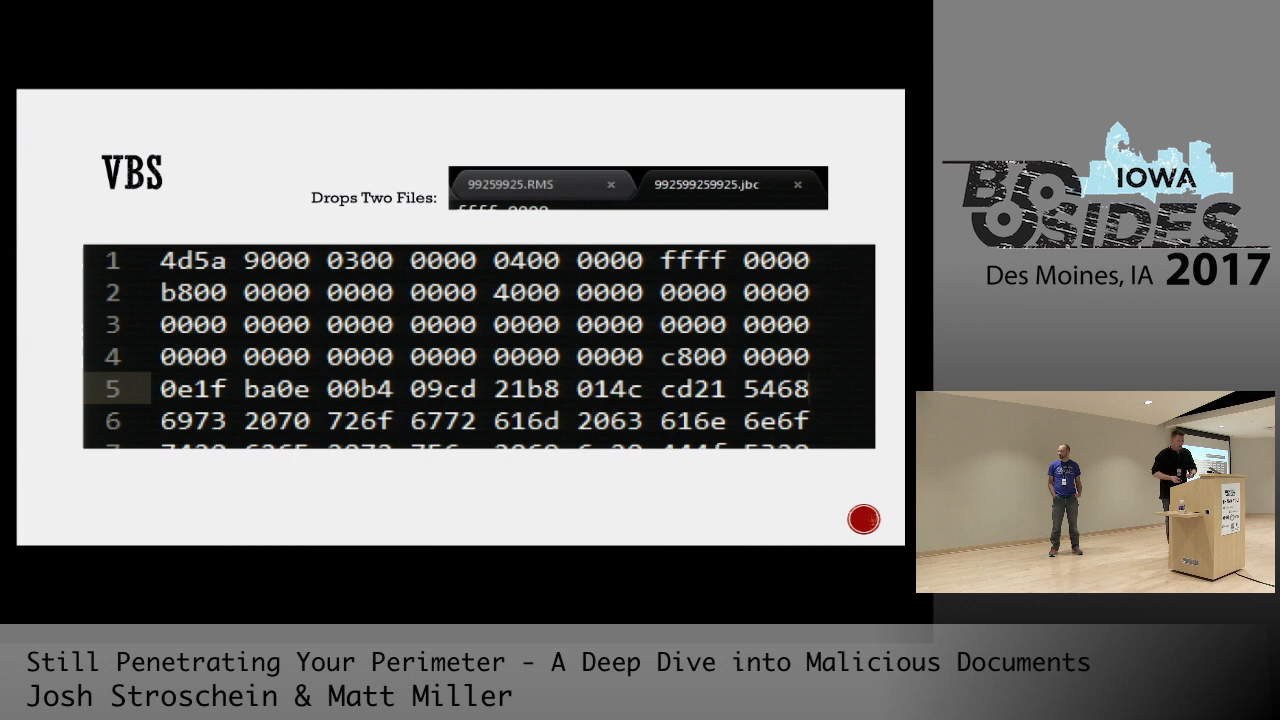 VBS
Drops Two Files:
99259925.RMS × 992599259925.jbc ×
ffff 0000
1 4d5a 9000 0300 0000 0400 0000 ffff 0000
2 b800 0000 0000 0000 4000 0000 0000 0000
3 0000 0000 0000 0000 0000 0000 0000 0000
4 0000 0000 0000 0000 0000 0000 c800 0000
5 0e1f ba0e 00b4 09cd 21b8 014c cd21 5468
6 6973 2070 726f 6772 616d 2063 616e 6e6f
IOWA
BSIDES
Des Moines, IA 2017
Still Penetrating Your Perimeter - A Deep Dive into Malicious Documents
Josh Stroschein & Matt Miller